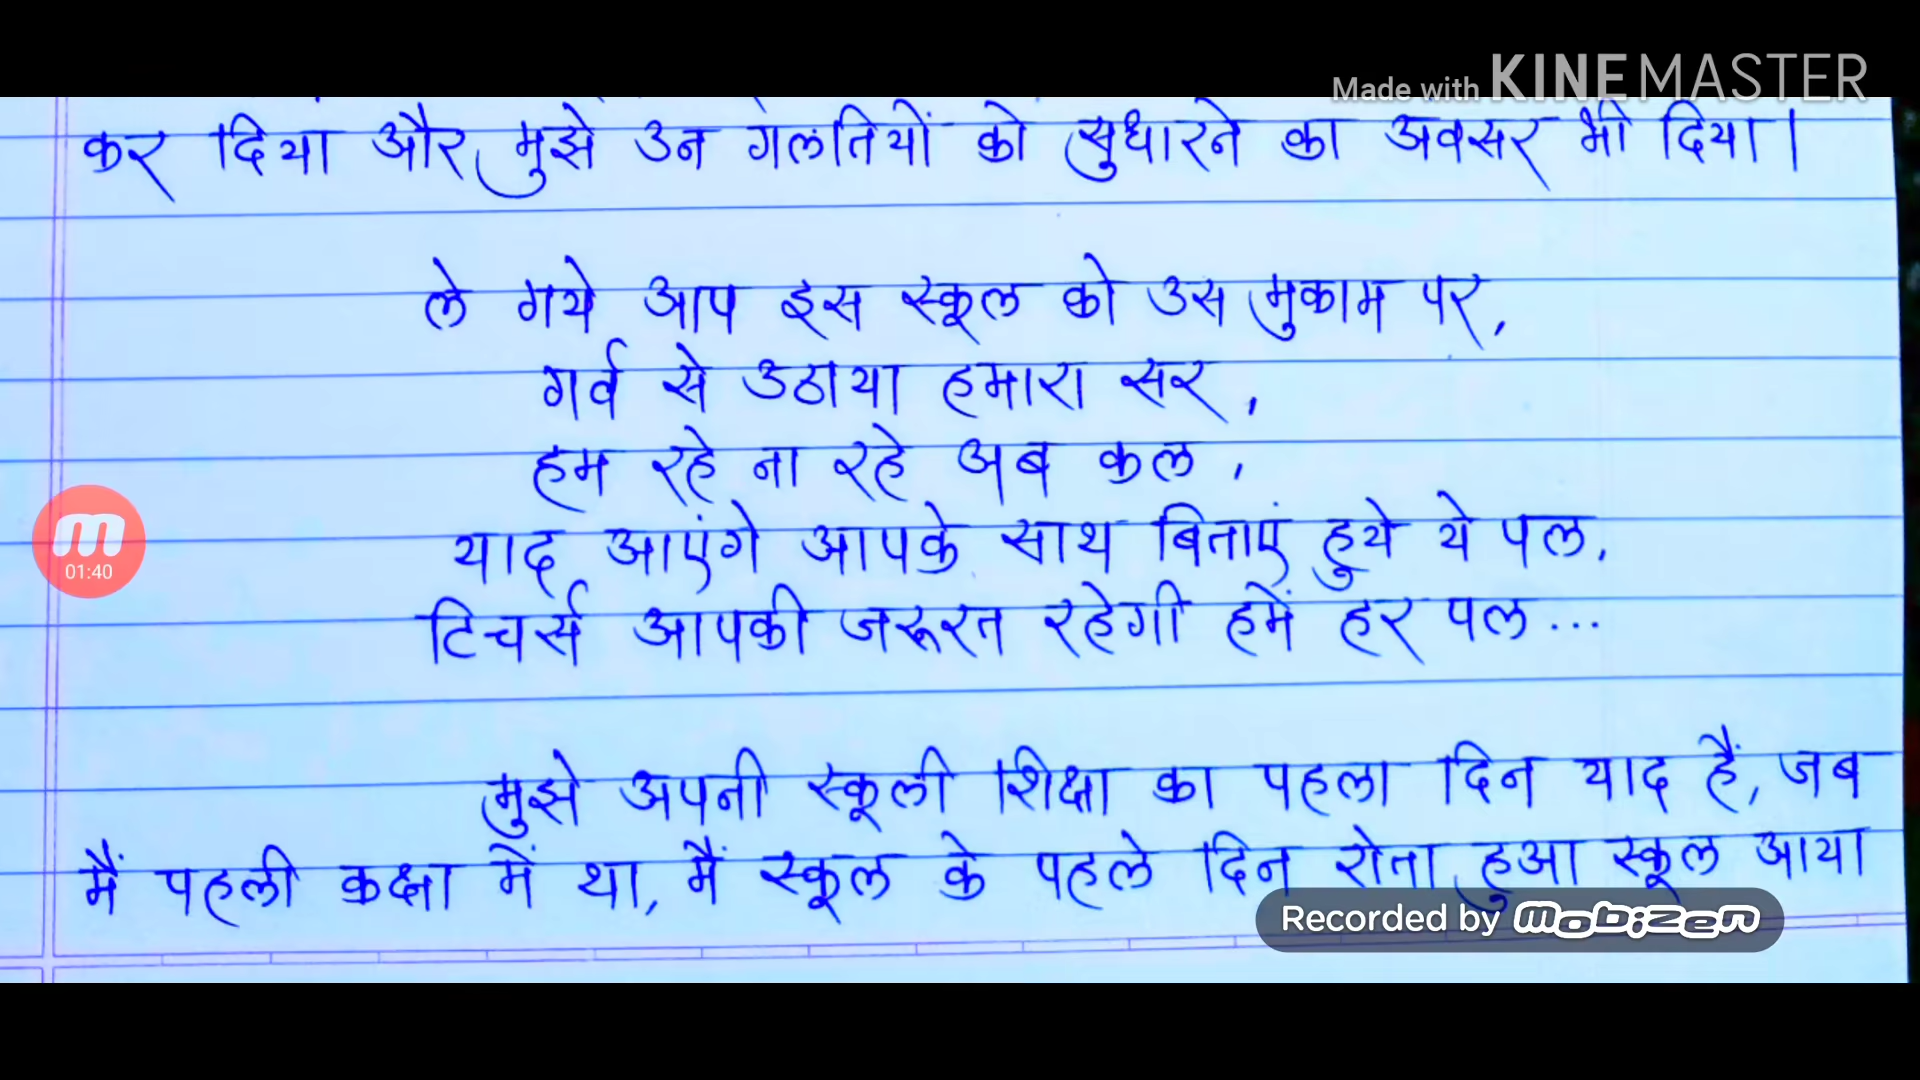 Made with KINEMASTER
कर दिया और मुझे उन गलतियों को सुधारने का अवसर भी दिया।
ले गये आप इस स्कूल को उस मुकाम पर,
गर्व से उठाया हमारा सर,
हम रहे ना रहे अब कल,
याद आएंगे आपके साथ बिताएं हुये ये पल,
टिचर्स आपकी जरूरत रहेगी हमें हर पल...
मुझे अपनी स्कूली शिक्षा का पहला दिन याद हैं, जब
मैं पहली कक्षा में था, मैं स्कूल के पहले दिन रोता हुआ स्कूल आया
01:40
Recorded by mobizen